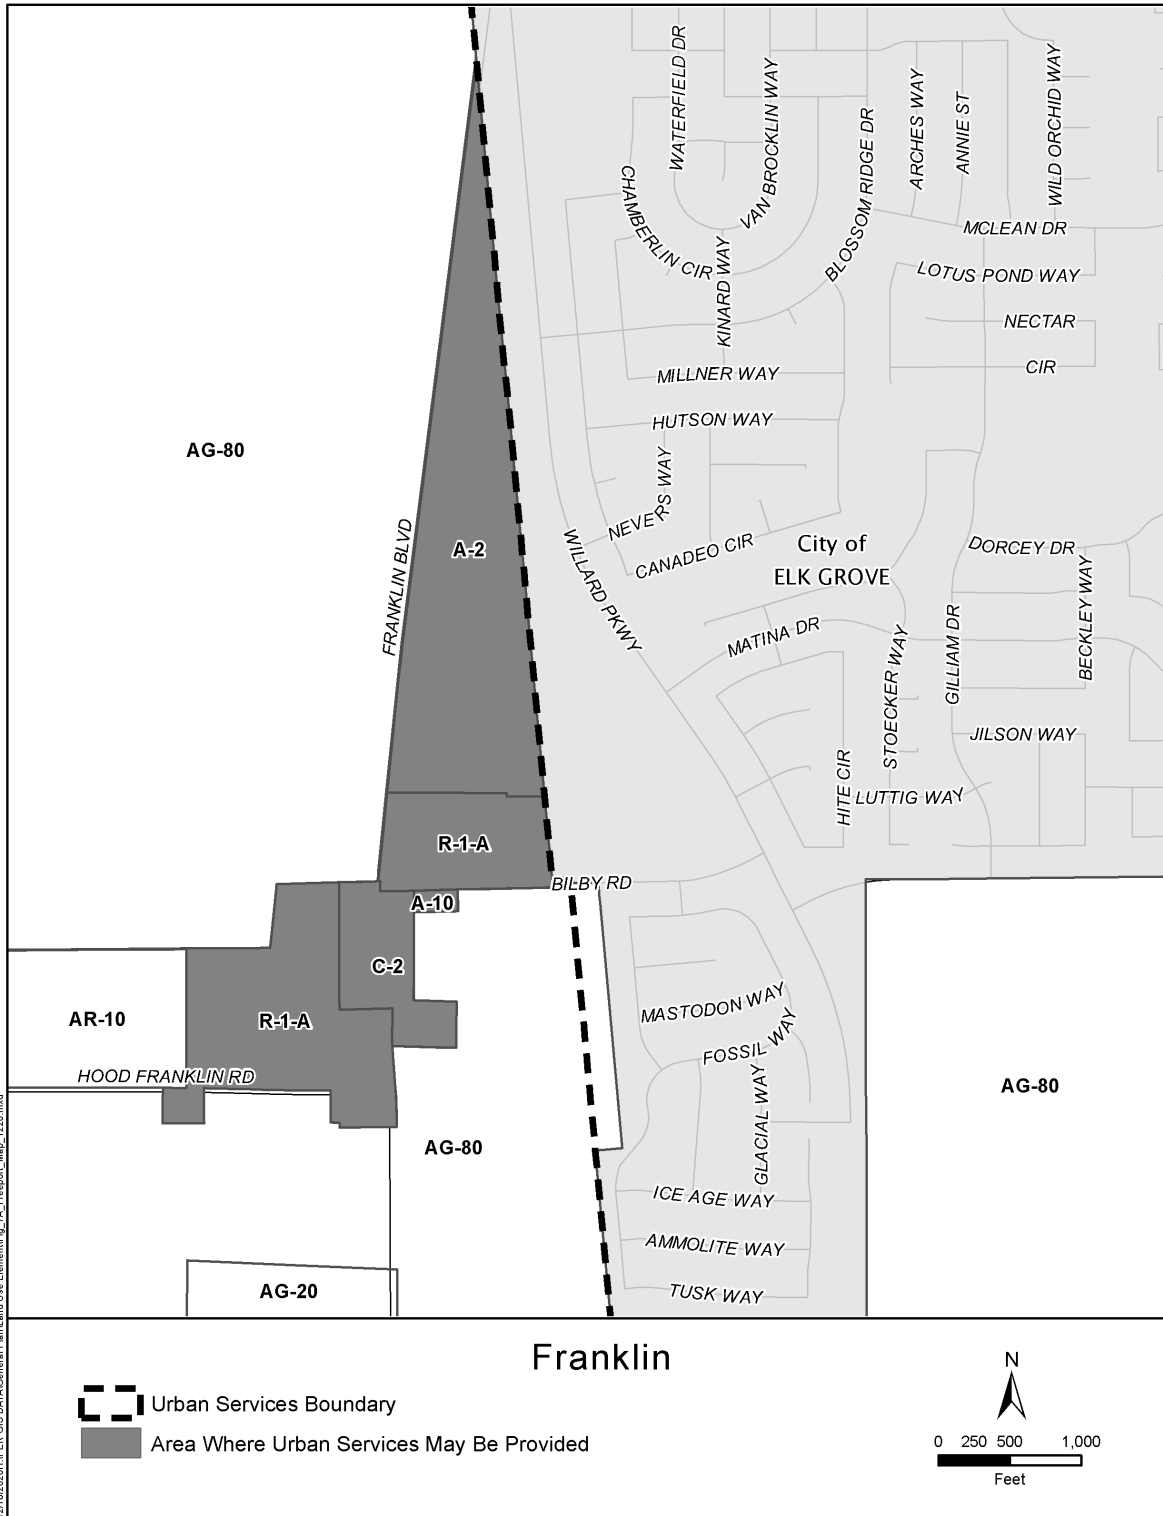 WATERFIELD DR
VAN BROCKLIN WAY
ARCHES WAY
ANNIE ST
WILD ORCHID WAY
CHAMBERLIN CIR
KINARD WAY
BLOSSOM RIDGE DR
MCLEAN DR
LOTUS POND WAY
NECTAR
CIR
MILLNER WAY
HUTSON WAY
AG-80
NEVERS WAY
FRANKLIN BLVD
A-2
WILLARD PKWY
CANADEO CIR
City of
ELK GROVE
DORCEY DR
BECKLEY WAY
MATINA DR
STOECKER WAY
GILLIAM DR
JILSON WAY
HITE CIR
LUTTIG WAY
R-1-A
BILBY RD
A-10
C-2
AR-10
R-1-A
MASTODON WAY
FOSSIL WAY
HOOD FRANKLIN RD
GLACIAL WAY
AG-80
AG-80
ICE AGE WAY
AMMOLITE WAY
AG-20
TUSK WAY
Franklin
Urban Services Boundary
Area Where Urban Services May Be Provided
N
0 250 500 1,000
Feet